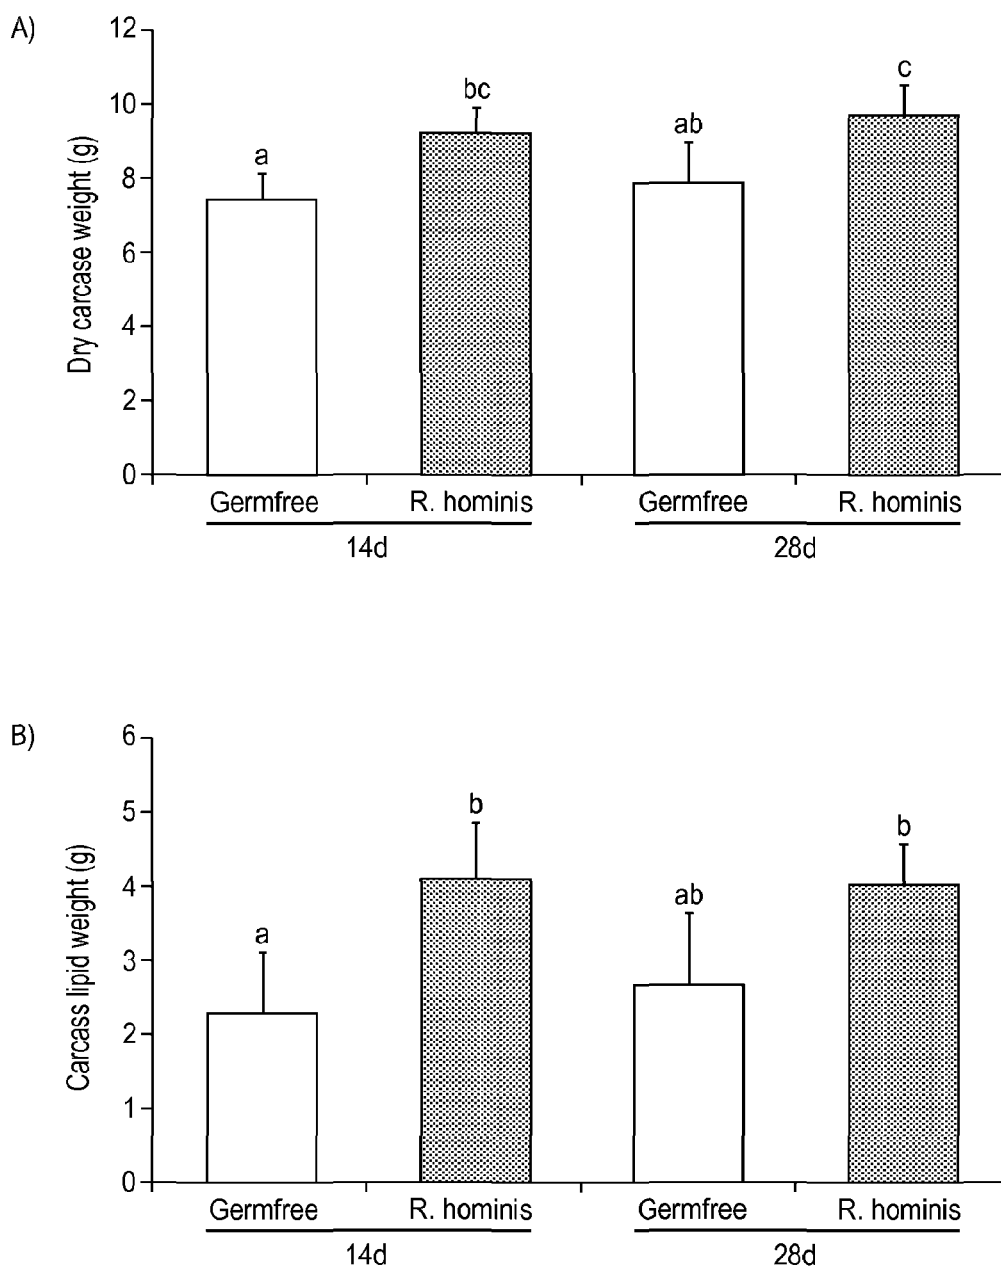 A)
Dry carcase weight (g)
12
10
8
6
4
2
0
a
bc
ab
c
Germfree R. hominis Germfree R. hominis
14d 28d
B)
Carcass lipid weight (g)
6
5
4
3
2
1
0
a
b
ab
b
Germfree R. hominis Germfree R. hominis
14d 28d